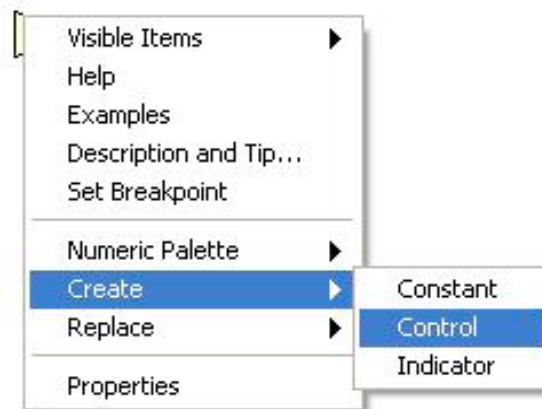 Visible Items
Help
Examples
Description and Tip...
Set Breakpoint
Numeric Palette
Create
Replace
Properties
Constant
Control
Indicator